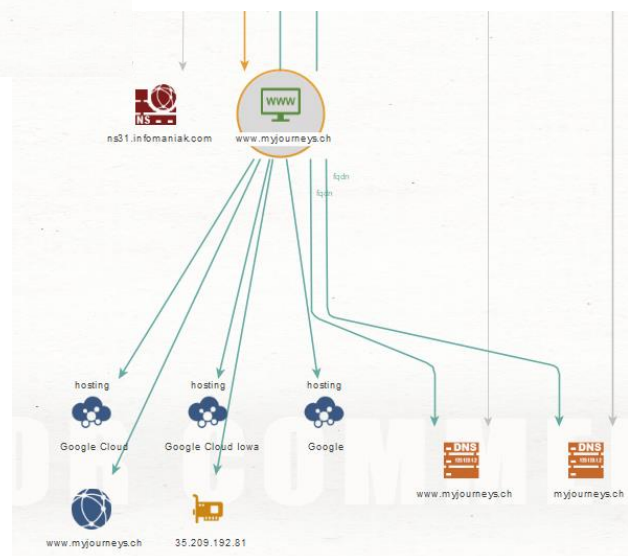 WWW
NS
ns31.infomaniak.com
www.myjourneys.ch
fqdn
fqdn
hosting
hosting
hosting
Google Cloud
Google Cloud Iowa
Google
DNS
DNS
www.myjourneys.ch
myjourneys.ch
www.myjourneys.ch
35.209.192.81